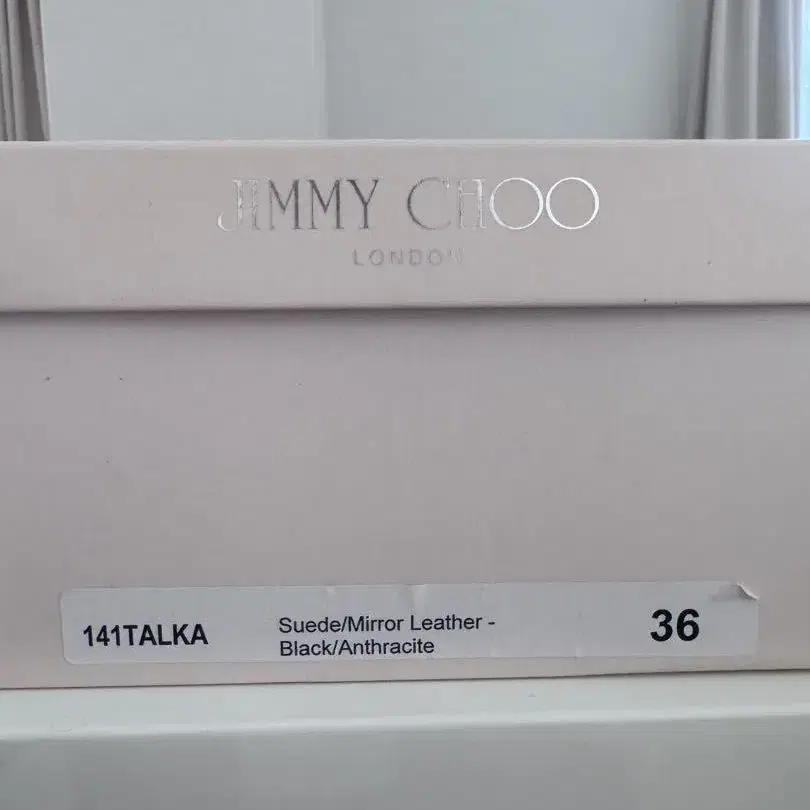 JIMMY CHOO
LONDON
141TALKA
Suede/Mirror Leather -
Black/Anthracite
36